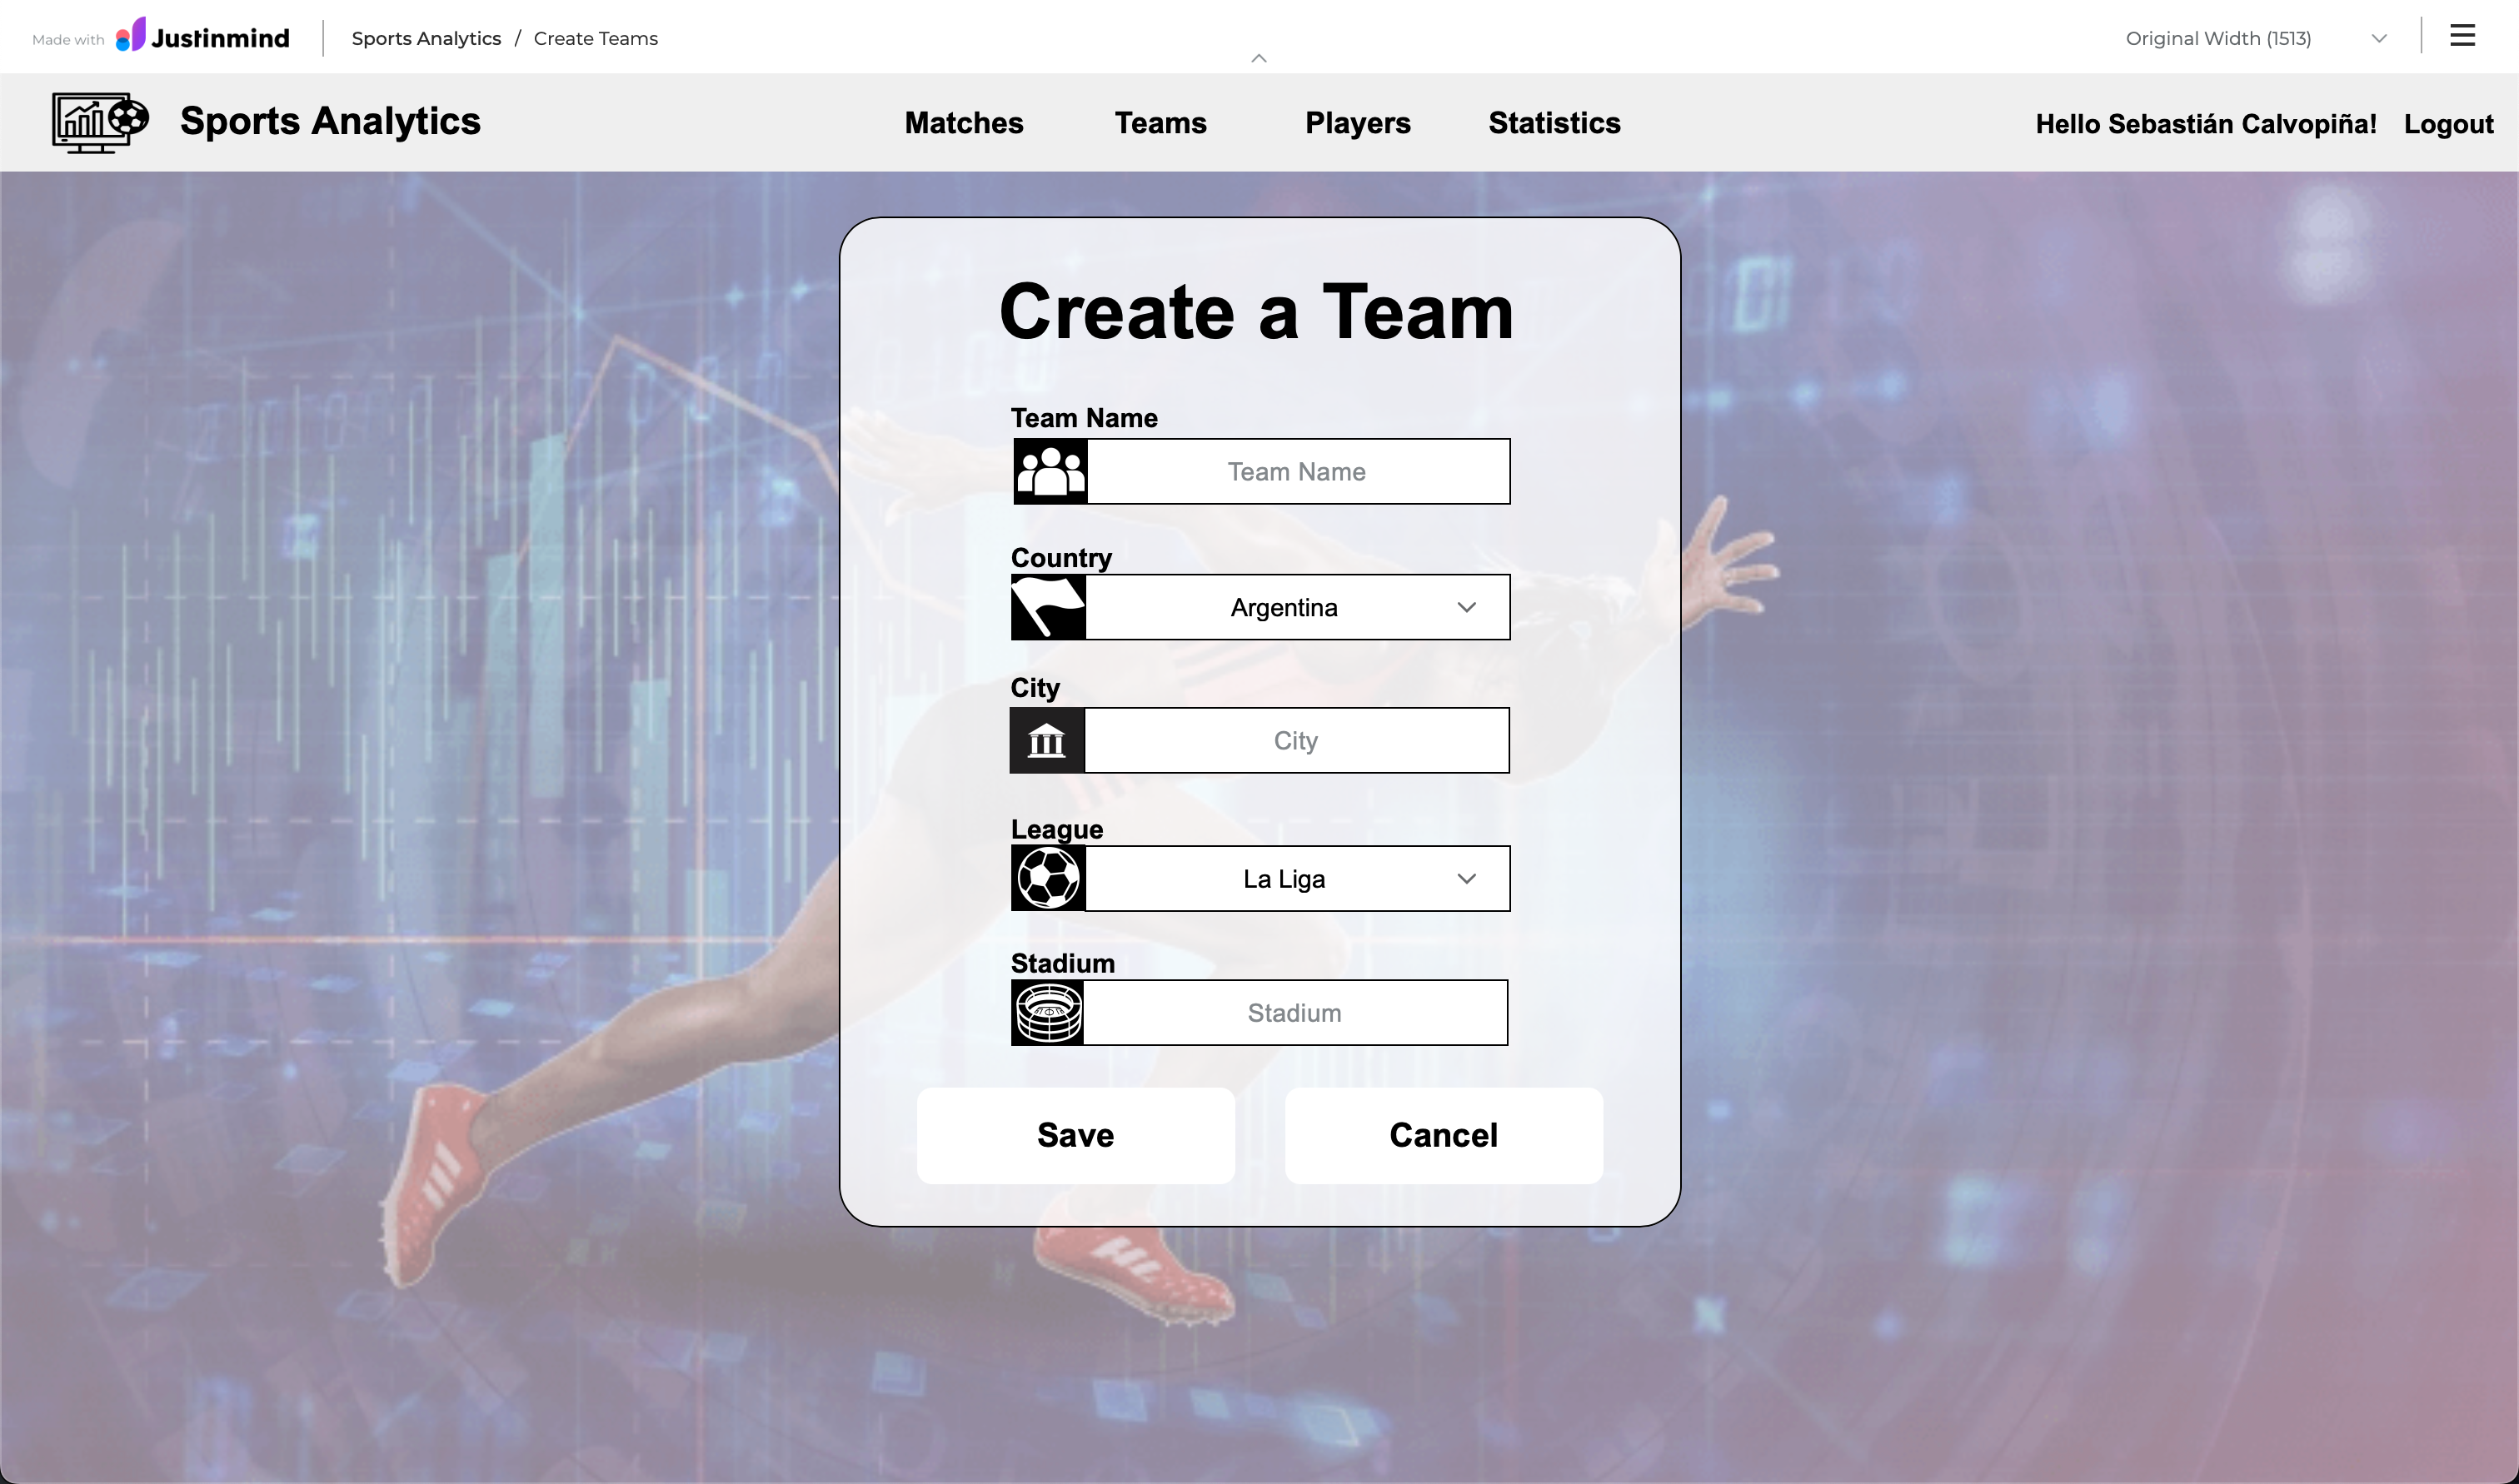 Made with Justinmind Sports Analytics / Create Teams Original Width (1513)
Sports Analytics Matches Teams Players Statistics Hello Sebastián Calvopiña! Logout
Create a Team
Team Name
Team Name
Country
Argentina
City
City
League
La Liga
Stadium
Stadium
Save Cancel